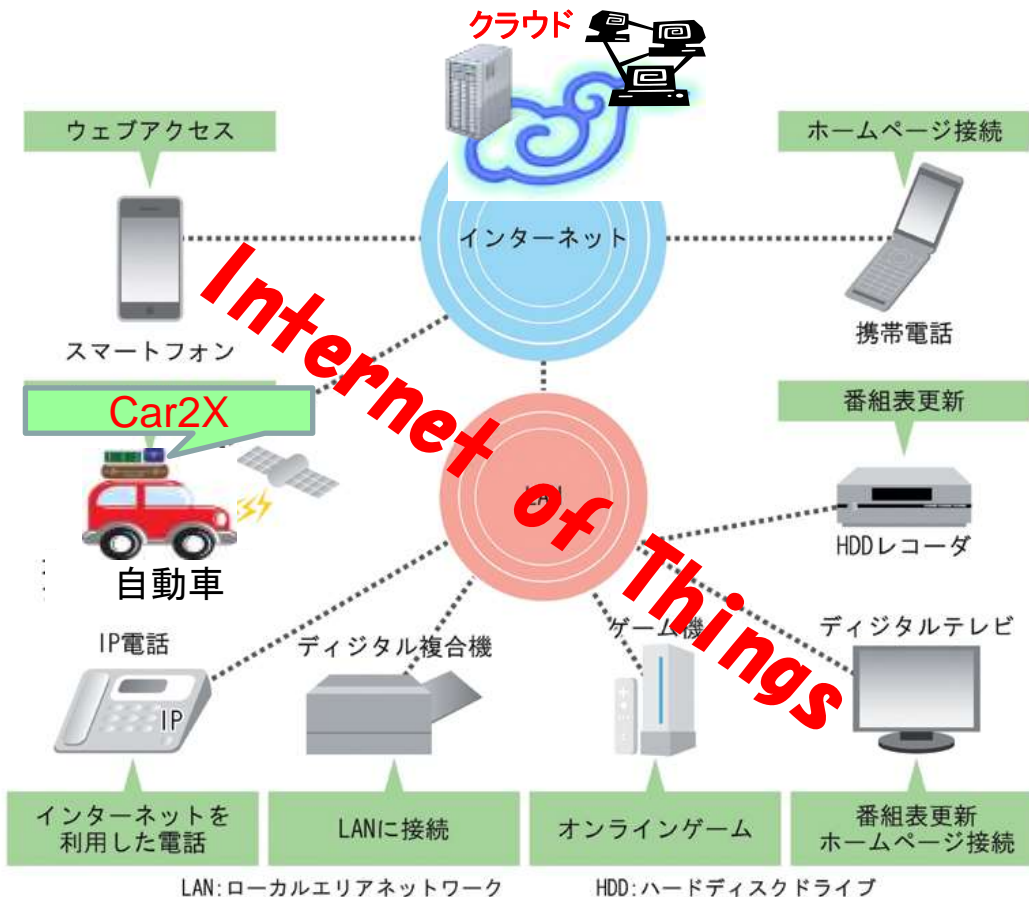 クラウド
ウェブアクセス
ホームページ接続
インターネット
スマートフォン
携帯電話
Internet of Things
Car2X
番組表更新
LAN
HDDレコーダ
自動車
IP電話
ディジタル複合機
ゲーム機
ディジタルテレビ
IP
インターネットを
利用した電話
LANに接続
オンラインゲーム
番組表更新
ホームページ接続
LAN:ローカルエリアネットワーク
HDD:ハードディスクドライブ